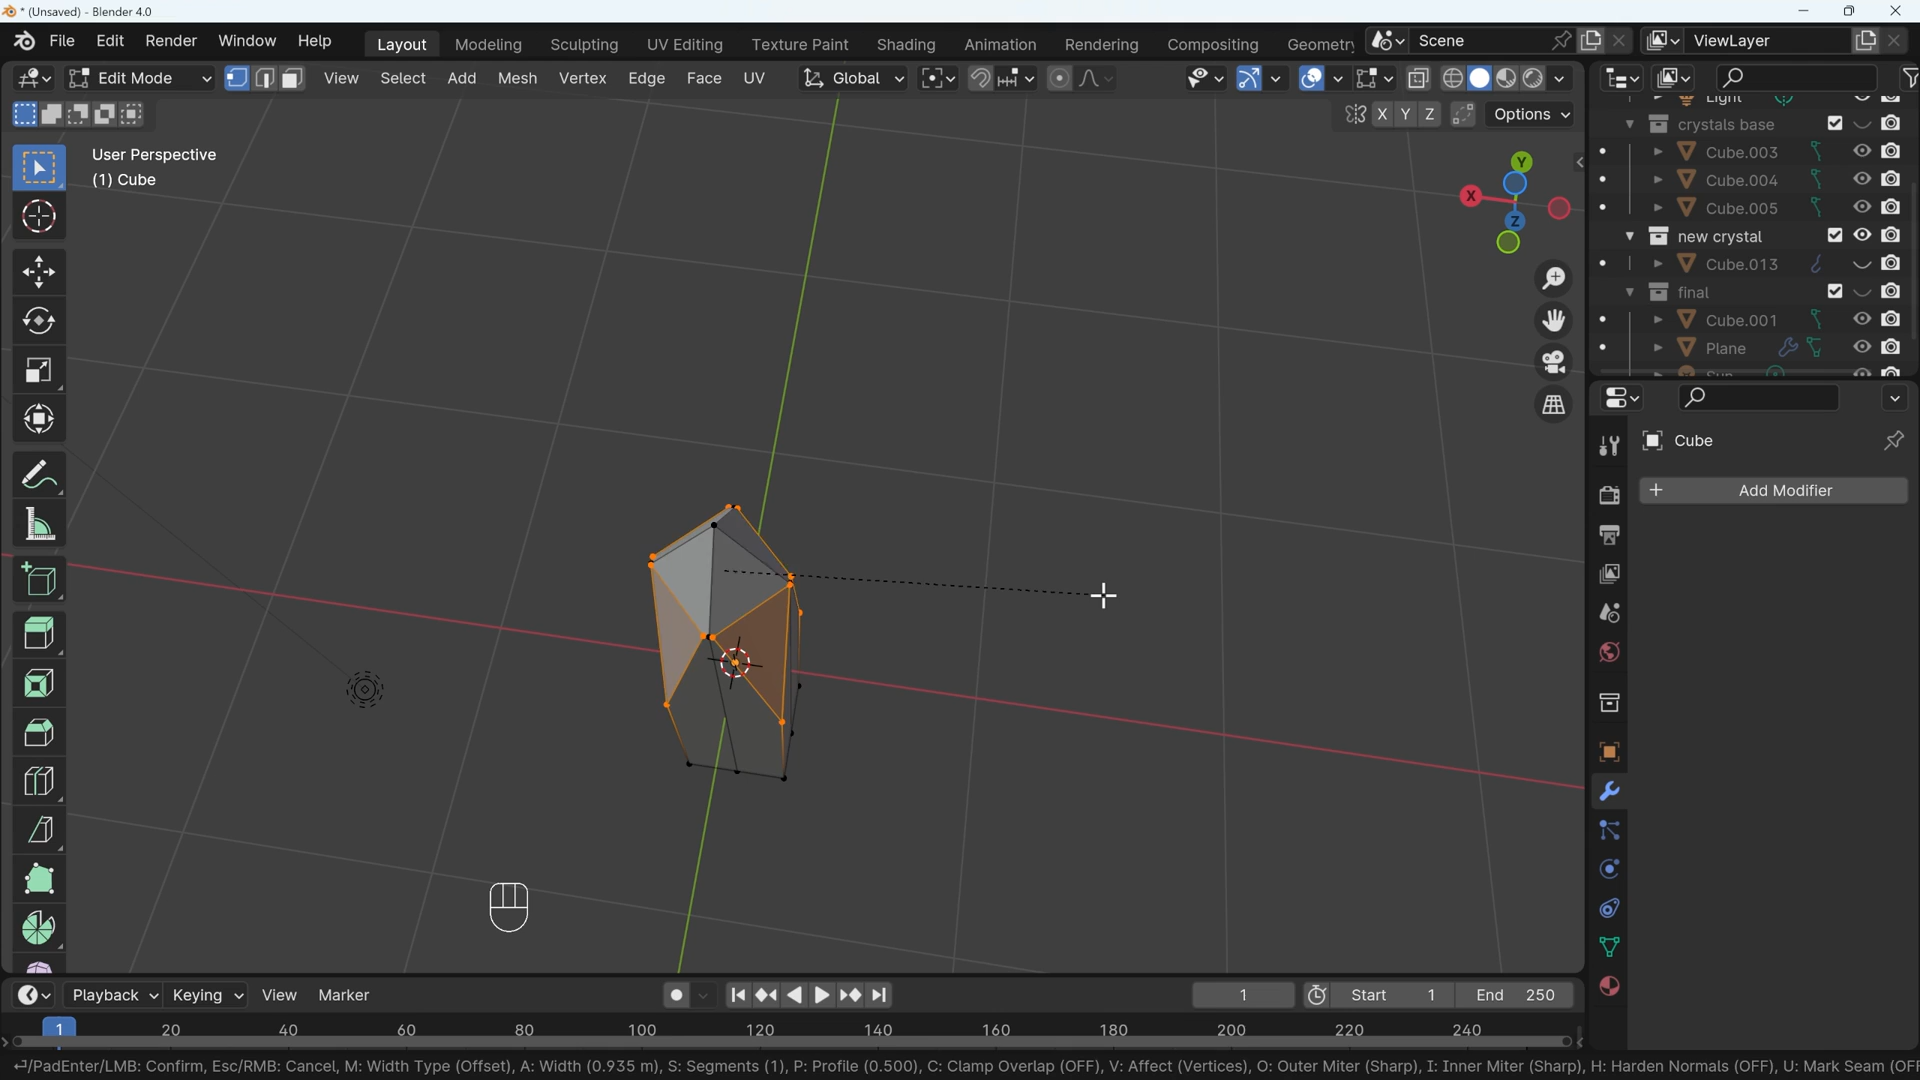 * (Unsaved) - Blender 4.0
File Edit Render Window Help Layout Modeling Sculpting UV Editing Texture Paint Shading Animation Rendering Compositing Geometry Scene ViewLayer
Edit Mode View Select Add Mesh Vertex Edge Face UV Global
X Y Z Options
User Perspective
(1) Cube
Y
X
Z
Light
crystals base
Cube.003
Cube.004
Cube.005
new crystal
Cube.013
final
Cube.001
Plane
Cube
+ Add Modifier
Playback Keying View Marker 1 Start 1 End 250
1 20 40 60 80 100 120 140 160 180 200 220 240
⏎/PadEnter/LMB: Confirm, Esc/RMB: Cancel, M: Width Type (Offset), A: Width (0.935 m), S: Segments (1), P: Profile (0.500), C: Clamp Overlap (OFF), V: Affect (Vertices), O: Outer Miter (Sharp), I: Inner Miter (Sharp), H: Harden Normals (OFF), U: Mark Seam (OFF